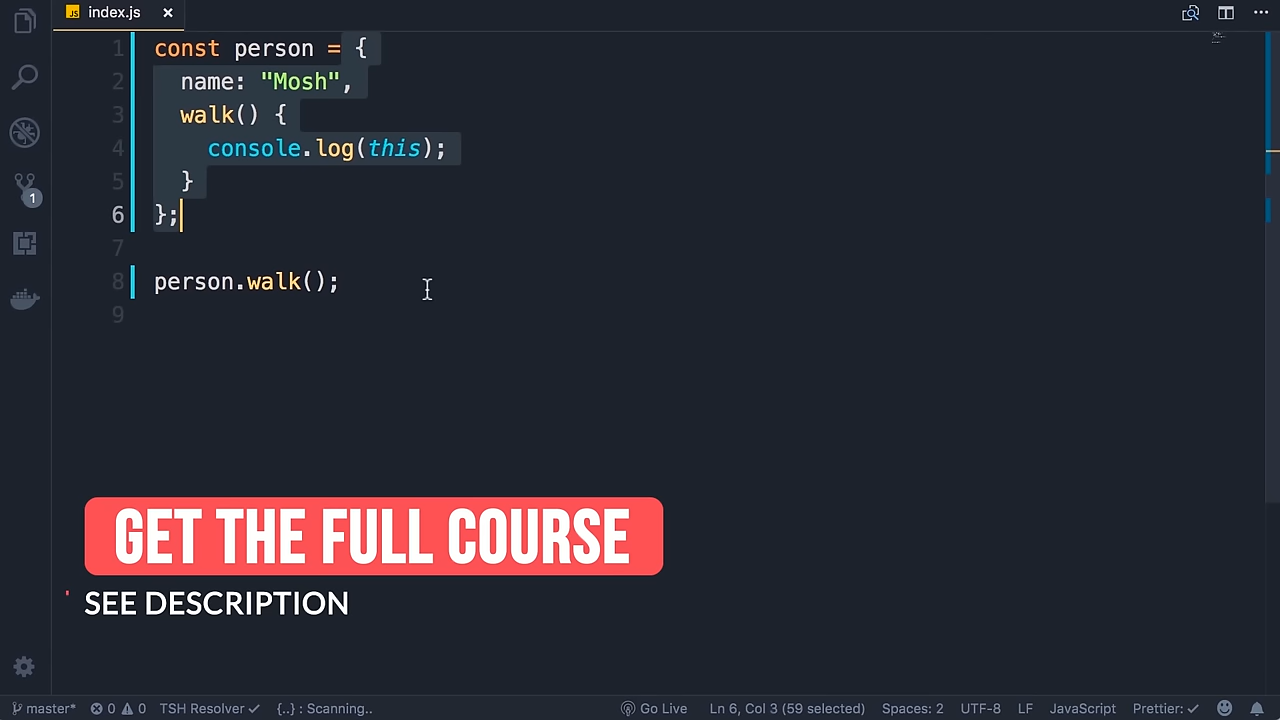 index.js
1 const person = {
2 name: "Mosh",
3 walk() {
4 console.log(this);
5 }
6 };
7
8 person.walk();
9
GET THE FULL COURSE
SEE DESCRIPTION
1
master* 0 0 TSH Resolver {..} : Scanning.. Go Live Ln 6, Col 3 (59 selected) Spaces: 2 UTF-8 LF JavaScript Prettier: